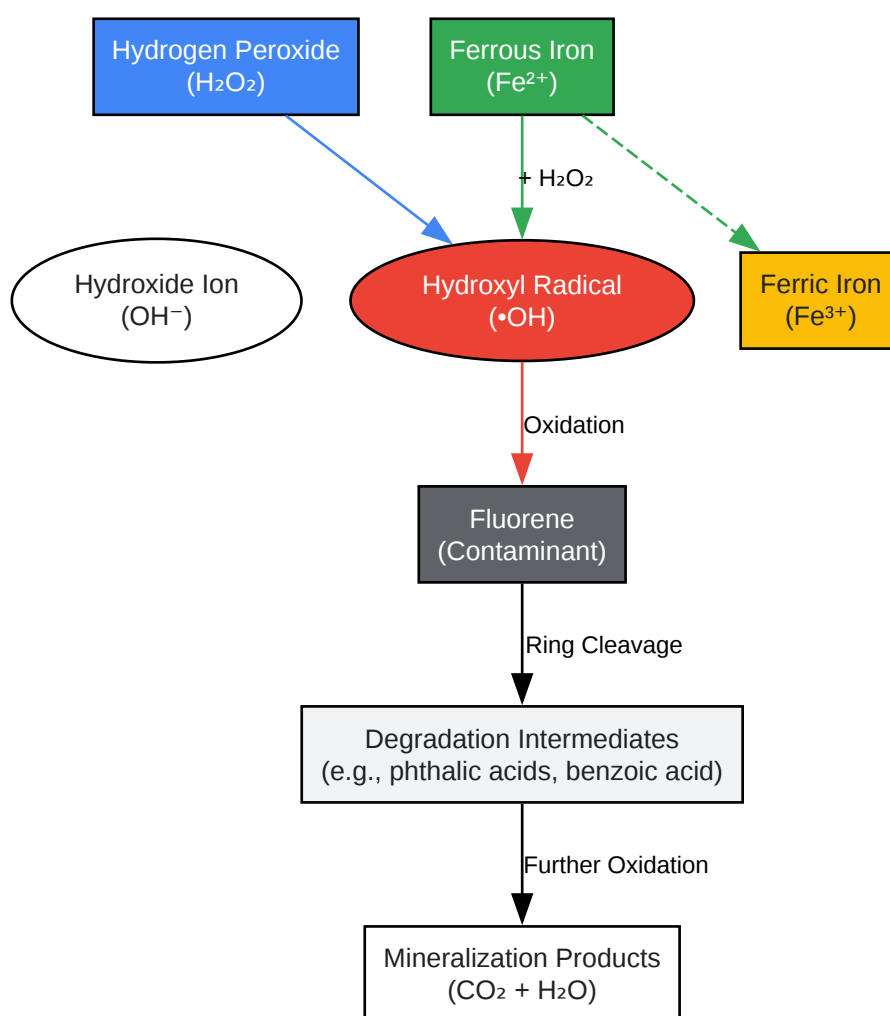 Hydrogen Peroxide
(H₂O₂)
Ferrous Iron
(Fe²⁺)
+ H₂O₂
Hydroxide Ion
(OH⁻)
Hydroxyl Radical
(•OH)
Ferric Iron
(Fe³⁺)
Oxidation
Fluorene
(Contaminant)
Ring Cleavage
Degradation Intermediates
(e.g., phthalic acids, benzoic acid)
Further Oxidation
Mineralization Products
(CO₂ + H₂O)